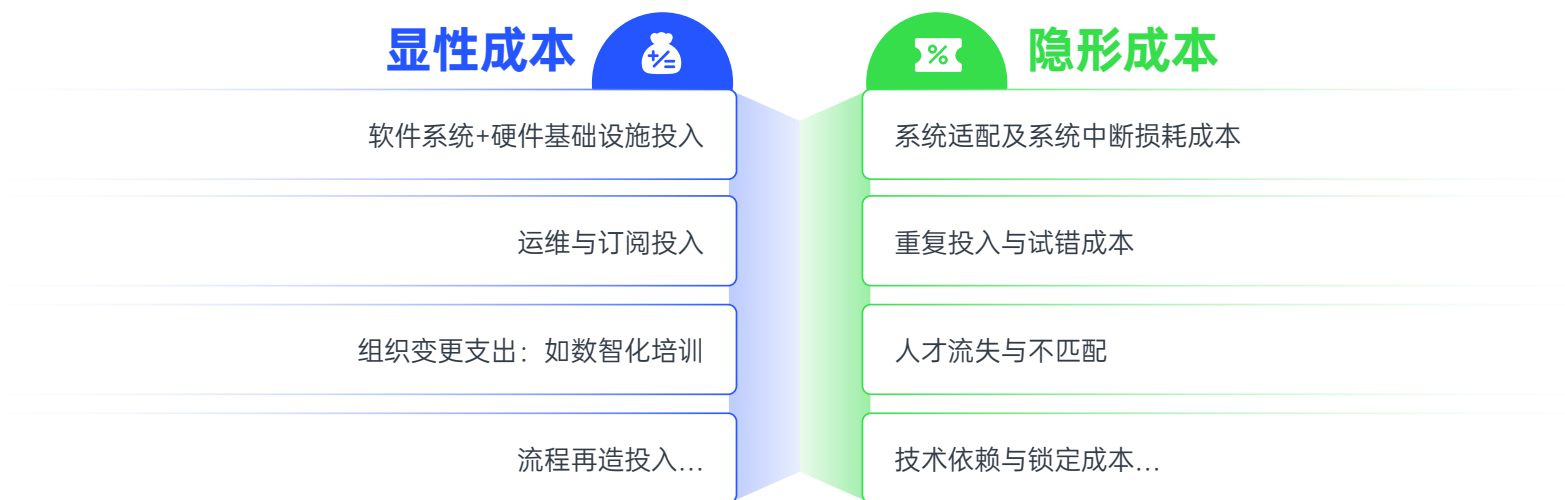 显性成本
软件系统+硬件基础设施投入
运维与订阅投入
组织变更支出：如数智化培训
流程再造投入...
隐形成本
系统适配及系统中断损耗成本
重复投入与试错成本
人才流失与不匹配
技术依赖与锁定成本...